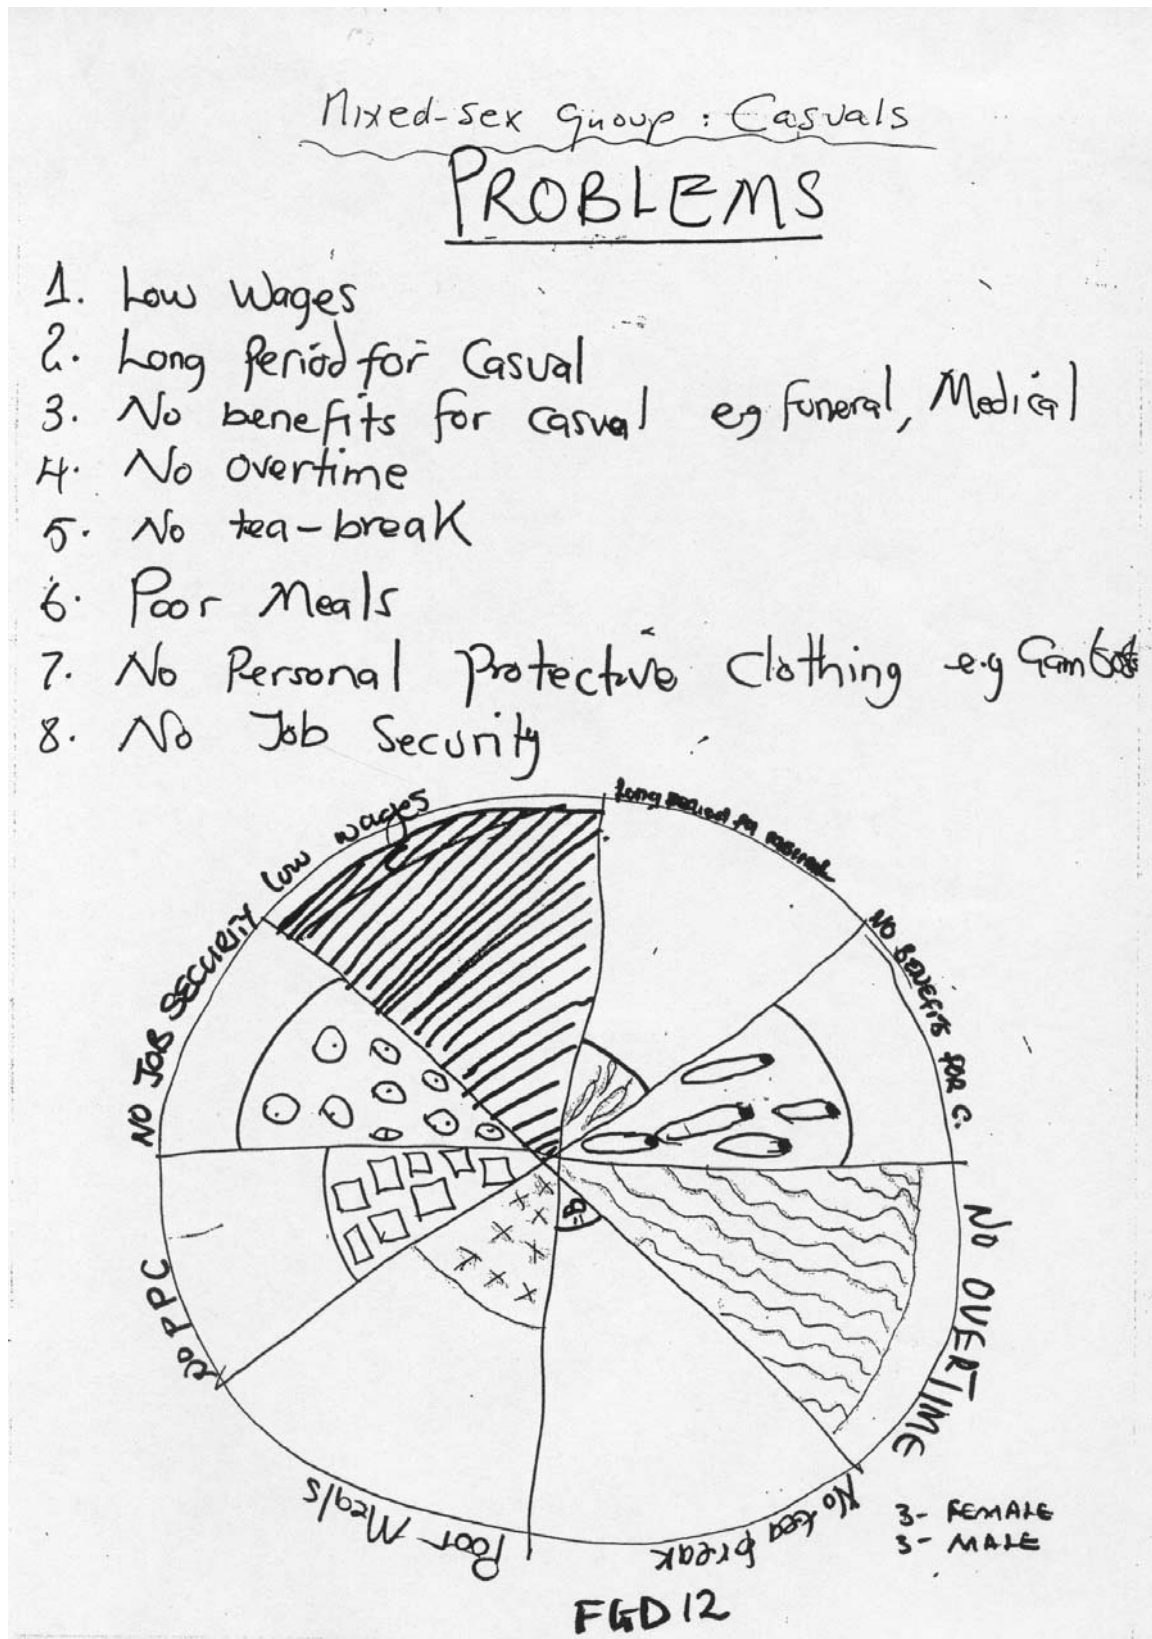 Mixed-sex Group : Casuals
PROBLEMS
1. Low Wages
2. Long Period for Casual
3. No benefits for casual eg funeral, Medical
4. No overtime
5. No tea-break
6. Poor Meals
7. No Personal Protective Clothing e.g
8. No Job Security
Low wages
Long period
NO BENEFITS FOR C.
NO OVERTIME
No tea break
Poor Meals
NO PPC
NO JOB SECURITY
3- FEMALE
3- MALE
FGD 12